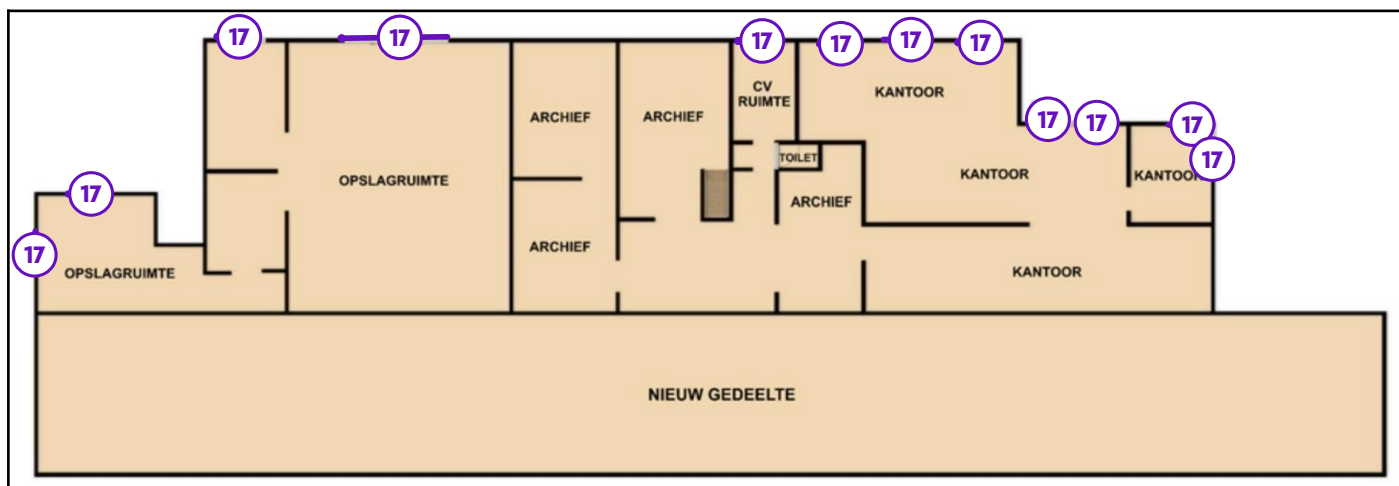 17
17
17
17
17
17
17
17
17
17
17
17
CV
RUIMTE
KANTOOR
ARCHIEF
ARCHIEF
TOILET
OPSLAGRUIMTE
KANTOOR
KANTOOR
ARCHIEF
ARCHIEF
OPSLAGRUIMTE
KANTOOR
NIEUW GEDEELTE